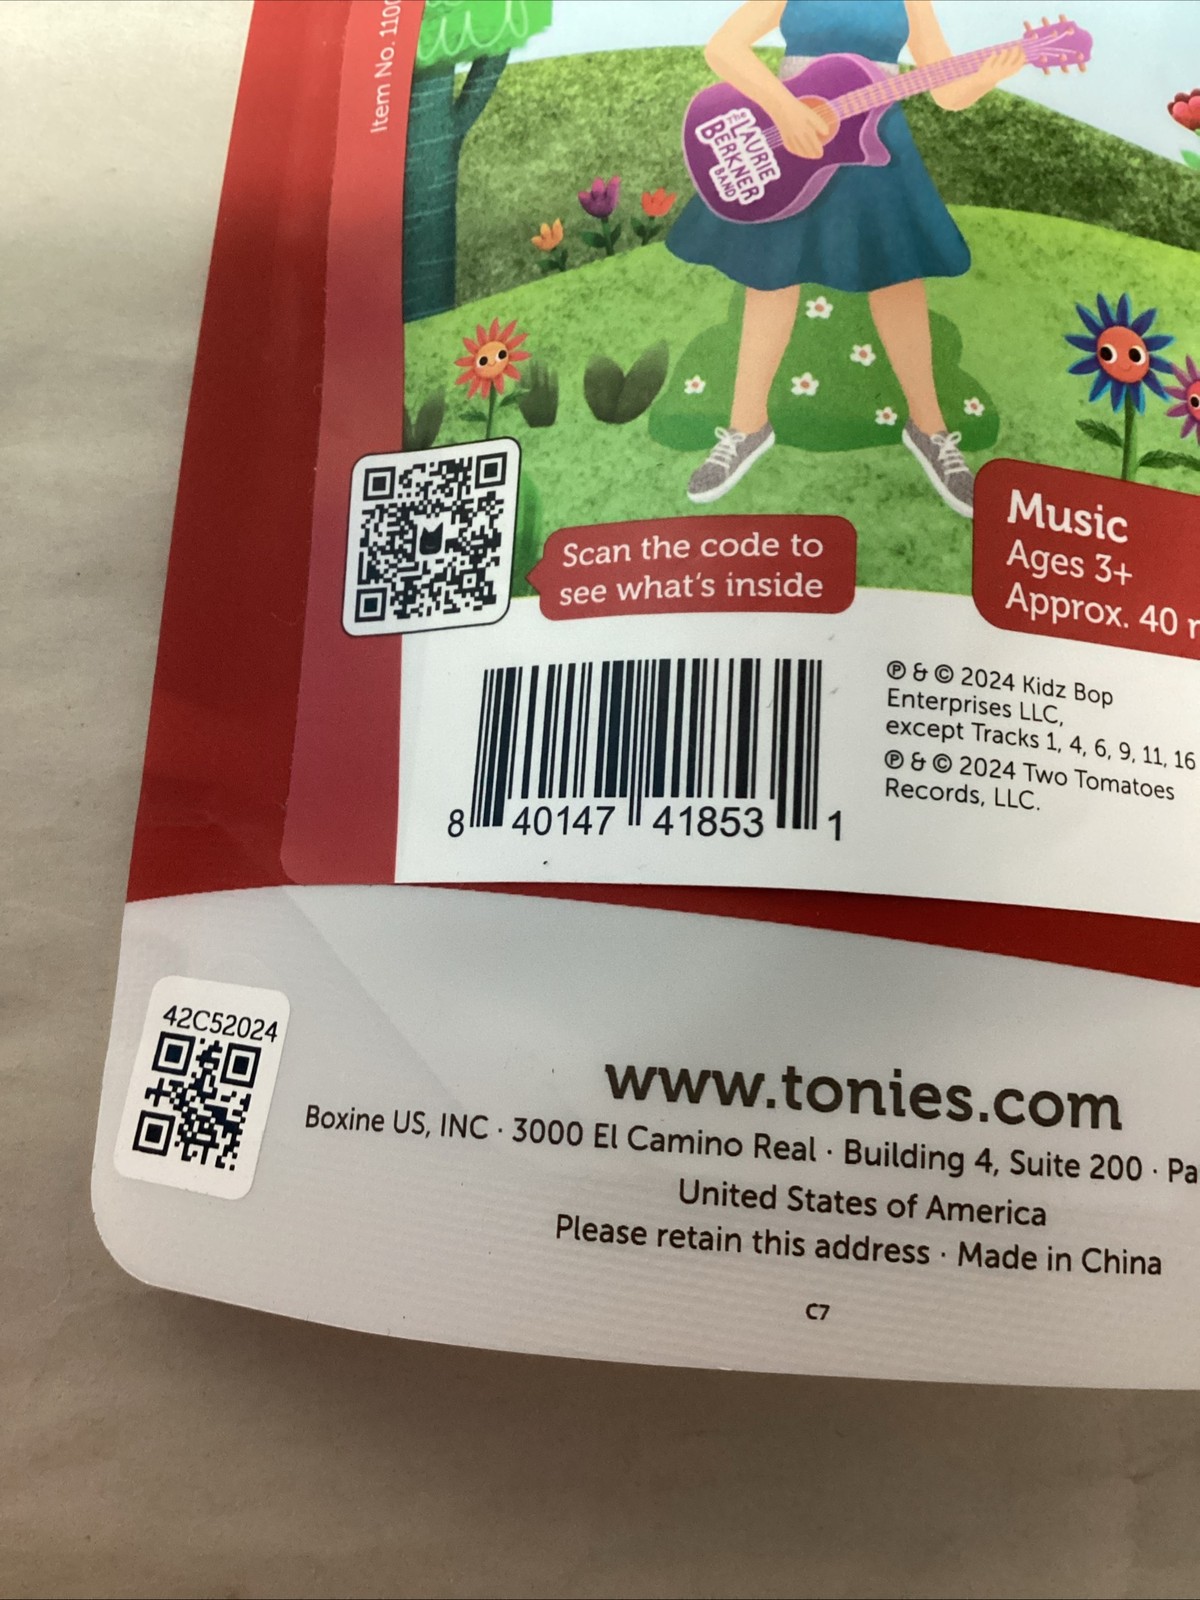 Item No. 1100
THE
LAURIE
BERKNER
BAND
Scan the code to
see what's inside
Music
Ages 3+
Approx. 40
℗ & © 2024 Kidz Bop
Enterprises LLC,
except Tracks 1, 4, 6, 9, 11, 16
℗ & © 2024 Two Tomatoes
Records, LLC.
8 40147 41853 1
42C52024
www.tonies.com
Boxine US, INC · 3000 El Camino Real · Building 4, Suite 200 · Pa
United States of America
Please retain this address · Made in China
C7